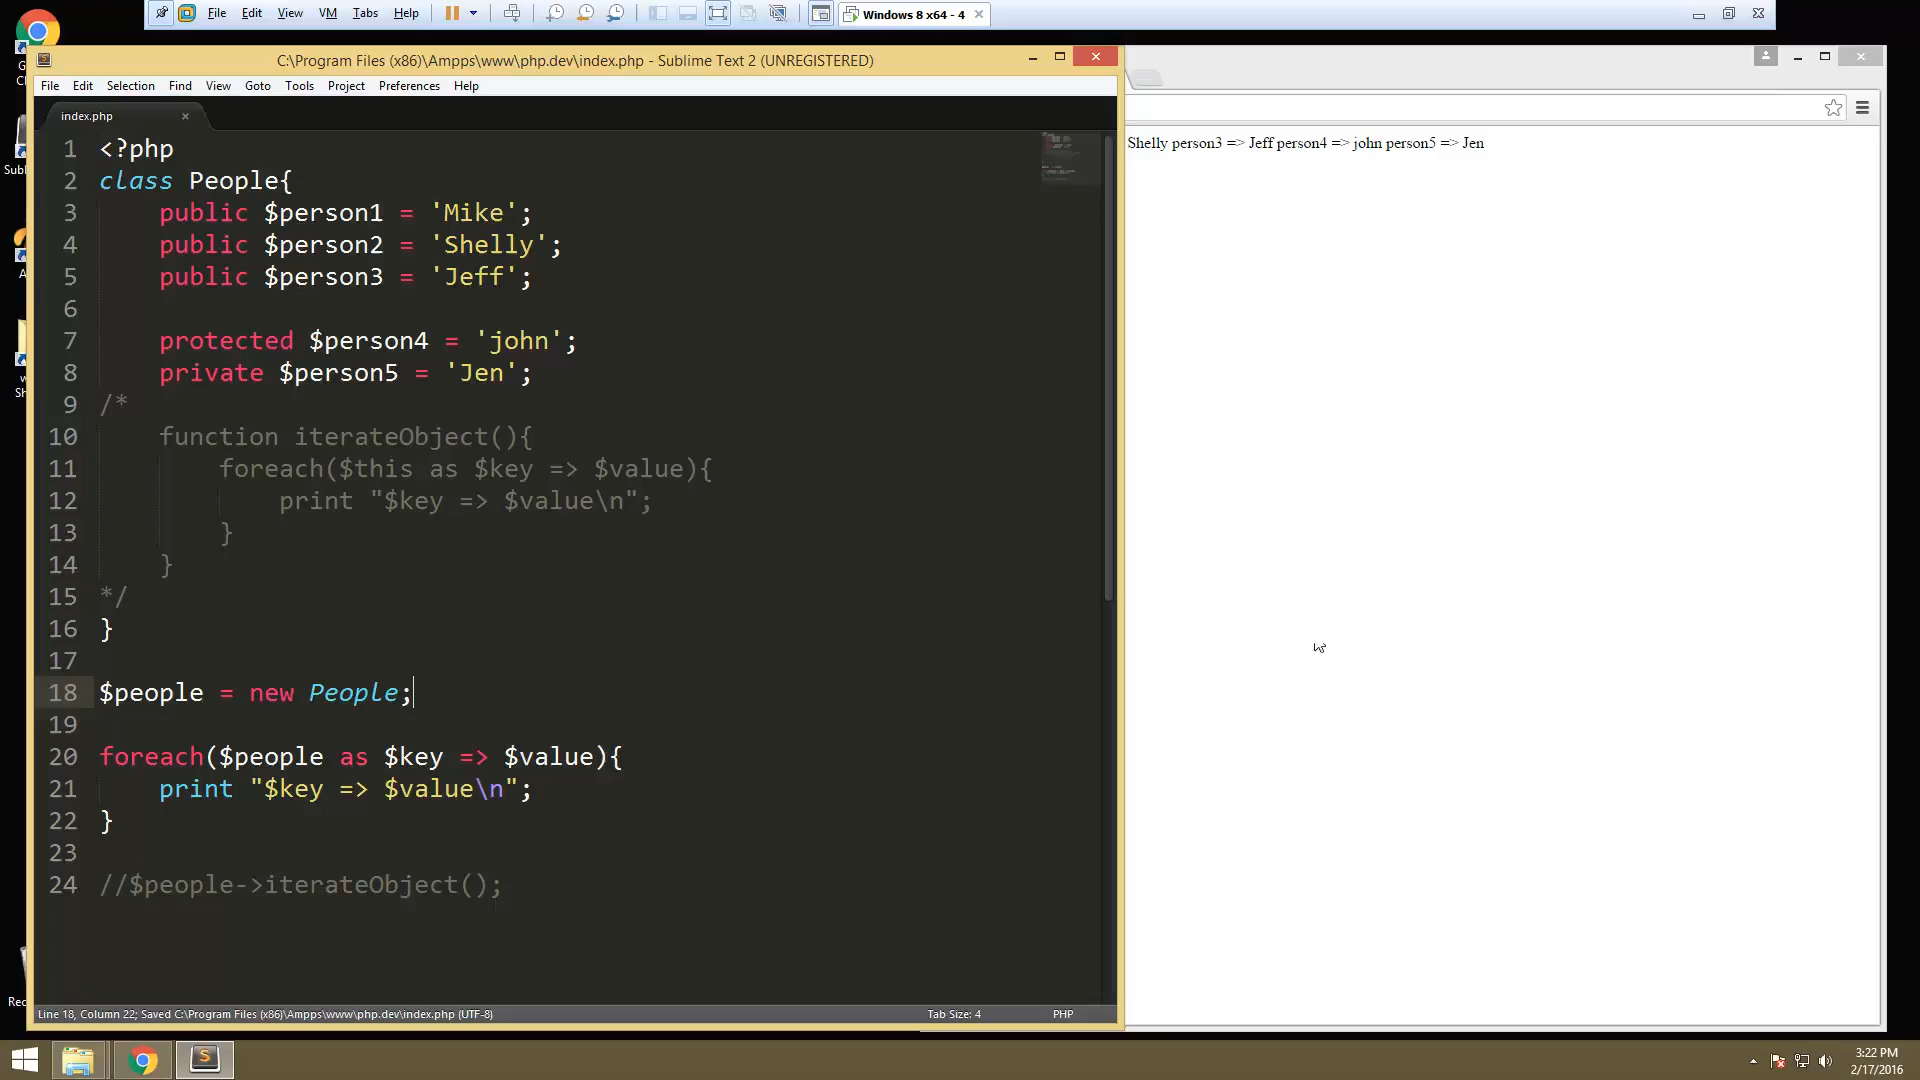 File Edit View VM Tabs Help Windows 8 x64 - 4
C:\Program Files (x86)\Ampps\www\php.dev\index.php - Sublime Text 2 (UNREGISTERED)
File Edit Selection Find View Goto Tools Project Preferences Help
index.php
1 <?php
2 class People{
3 public $person1 = 'Mike';
4 public $person2 = 'Shelly';
5 public $person3 = 'Jeff';
6
7 protected $person4 = 'john';
8 private $person5 = 'Jen';
9 /*
10 function iterateObject(){
11 foreach($this as $key => $value){
12 print "$key => $value\n";
13 }
14 }
15 */
16 }
17
18 $people = new People;
19
20 foreach($people as $key => $value){
21 print "$key => $value\n";
22 }
23
24 //$people->iterateObject();
Line 18, Column 22; Saved C:\Program Files (x86)\Ampps\www\php.dev\index.php (UTF-8) Tab Size: 4 PHP
Shelly person3 => Jeff person4 => john person5 => Jen
3:22 PM
2/17/2016